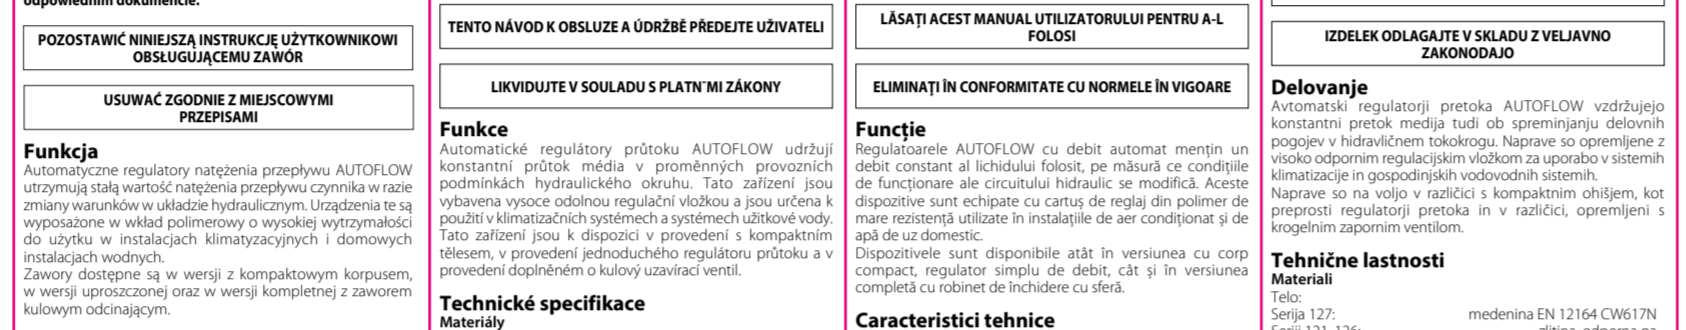 odpowiednim dokumencie.
POZOSTAWIĆ NINIEJSZĄ INSTRUKCJĘ UŻYTKOWNIKOWI
OBSŁUGUJĄCEMU ZAWÓR
USUWAĆ ZGODNIE Z MIEJSCOWYMI
PRZEPISAMI
Funkcja
Automatyczne regulatory natężenia przepływu AUTOFLOW
utrzymują stałą wartość natężenia przepływu czynnika w razie
zmiany warunków w układzie hydraulicznym. Urządzenia te są
wyposażone w wkład polimerowy o wysokiej wytrzymałości
do użytku w instalacjach klimatyzacyjnych i domowych
instalacjach wodnych.
Zawory dostępne są w wersji z kompaktowym korpusem,
w wersji uproszczonej oraz w wersji kompletnej z zaworem
kulowym odcinającym.
TENTO NÁVOD K OBSLUZE A ÚDRŽBĚ PŘEDEJTE UŽIVATELI
LIKVIDUJTE V SOULADU S PLATN¯MI ZÁKONY
Funkce
Automatické regulátory průtoku AUTOFLOW udržují
konstantní průtok média v proměnných provozních
podmínkách hydraulického okruhu. Tato zařízení jsou
vybavena vysoce odolnou regulační vložkou a jsou určena k
použití v klimatizačních systémech a systémech užitkové vody.
Tato zařízení jsou k dispozici v provedení s kompaktním
tělesem, v provedení jednoduchého regulátoru průtoku a v
provedení doplněném o kulový uzavírací ventil.
Technické specifikace
Materiály
LĂSAȚI ACEST MANUAL UTILIZATORULUI PENTRU A-L
FOLOSI
ELIMINAȚI ÎN CONFORMITATE CU NORMELE ÎN VIGOARE
Funcție
Regulatoarele AUTOFLOW cu debit automat mențin un
debit constant al lichidului folosit, pe măsură ce condițiile
de funcționare ale circuitului hidraulic se modifică. Aceste
dispozitive sunt echipate cu cartuș de reglaj din polimer de
mare rezistență utilizate în instalațiile de aer condiționat și de
apă de uz domestic.
Dispozitivele sunt disponibile atât în versiunea cu corp
compact, regulator simplu de debit, cât și în versiunea
completă cu robinet de închidere cu sferă.
Caracteristici tehnice
IZDELEK ODLAGAJTE V SKLADU Z VELJAVNO
ZAKONODAJO
Delovanje
Avtomatski regulatorji pretoka AUTOFLOW vzdržujejo
konstantni pretok medija tudi ob spreminjanju delovnih
pogojev v hidravličnem tokokrogu. Naprave so opremljene z
visoko odpornim regulacijskim vložkom za uporabo v sistemih
klimatizacije in gospodinjskih vodovodnih sistemih.
Naprave so na voljo v različici s kompaktnim ohišjem, kot
preprosti regulatorji pretoka in v različici, opremljeni s
krogelnim zapornim ventilom.
Tehnične lastnosti
Materiali
Telo:
Serija 127: medenina EN 12164 CW617N